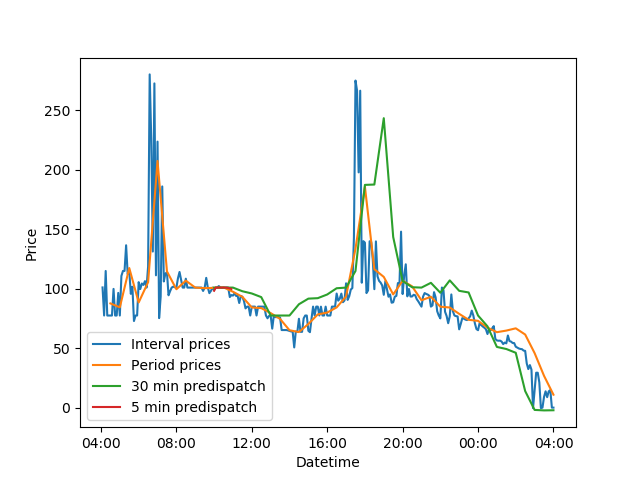 250
200
150
100
50
0
Price
Interval prices
Period prices
30 min predispatch
5 min predispatch
04:00 08:00 12:00 16:00 20:00 00:00 04:00
Datetime